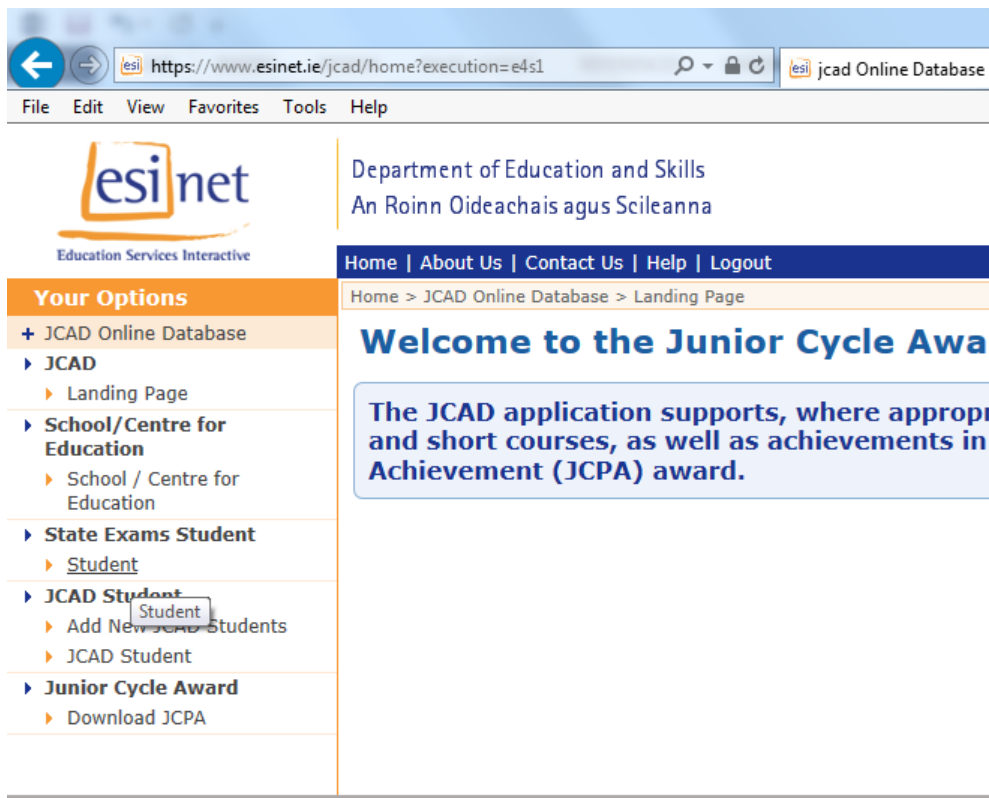 esi https://www.esinet.ie/jcad/home?execution=e4s1
esi jcad Online Database
File Edit View Favorites Tools Help
esinet
Education Services Interactive
Department of Education and Skills
An Roinn Oideachais agus Scileanna
Home | About Us | Contact Us | Help | Logout
Your Options
Home > JCAD Online Database > Landing Page
+ JCAD Online Database
JCAD
Landing Page
School/Centre for
Education
School / Centre for
Education
State Exams Student
Student
JCAD Student
Student
Add New JCAD Students
JCAD Student
Junior Cycle Award
Download JCPA
Welcome to the Junior Cycle Awa
The JCAD application supports, where appropr
and short courses, as well as achievements in
Achievement (JCPA) award.